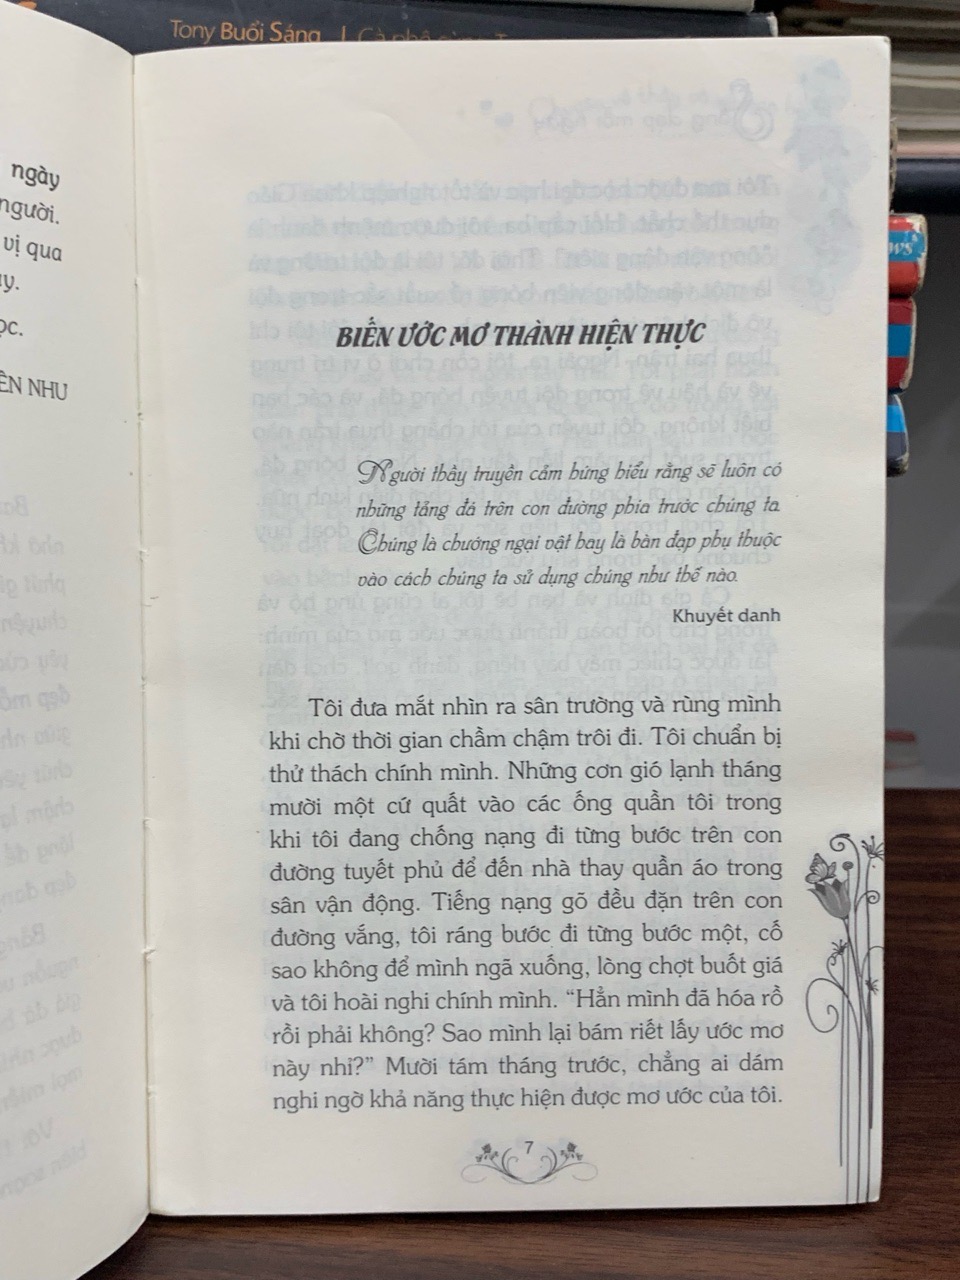 Tony Buổi Sáng
ngày
người.
vị qua
ọc.
ÊN NHU
BIẾN ƯỚC MƠ THÀNH HIỆN THỰC
Người thầy truyền cảm hứng hiểu rằng sẽ luôn có
những tảng đá trên con đường phía trước chúng ta.
Chúng là chướng ngại vật hay là bàn đạp phụ thuộc
vào cách chúng ta sử dụng chúng như thế nào.
Khuyết danh
Tôi đưa mắt nhìn ra sân trường và rùng mình
khi chờ thời gian chầm chậm trôi đi. Tôi chuẩn bị
thử thách chính mình. Những cơn gió lạnh tháng
mười một cứ quất vào các ống quần tôi trong
khi tôi đang chống nạng đi từng bước trên con
đường tuyết phủ để đến nhà thay quần áo trong
sân vận động. Tiếng nạng gõ đều đặn trên con
đường vắng, tôi ráng bước đi từng bước một, cố
sao không để mình ngã xuống, lòng chợt buốt giá
và tôi hoài nghi chính mình. “Hẳn mình đã hóa rồ
rồi phải không? Sao mình lại bám riết lấy ước mơ
này nhỉ?” Mười tám tháng trước, chẳng ai dám
nghi ngờ khả năng thực hiện được mơ ước của tôi.
7